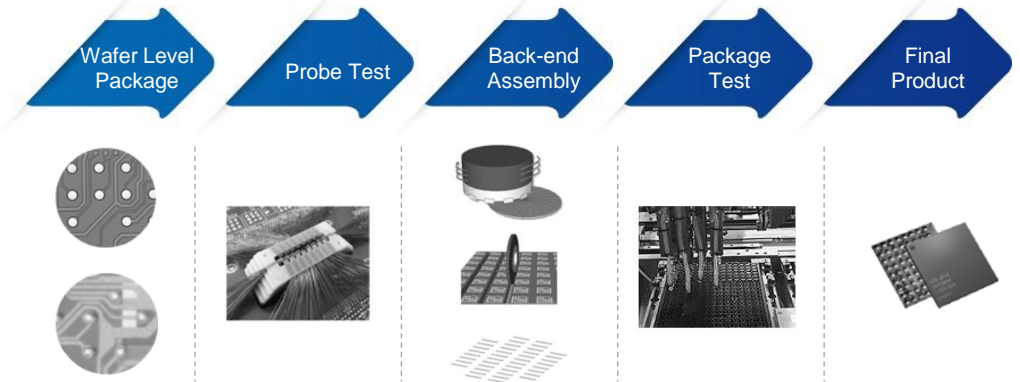 Wafer Level
Package
Probe Test
Back-end
Assembly
Package
Test
Final
Product